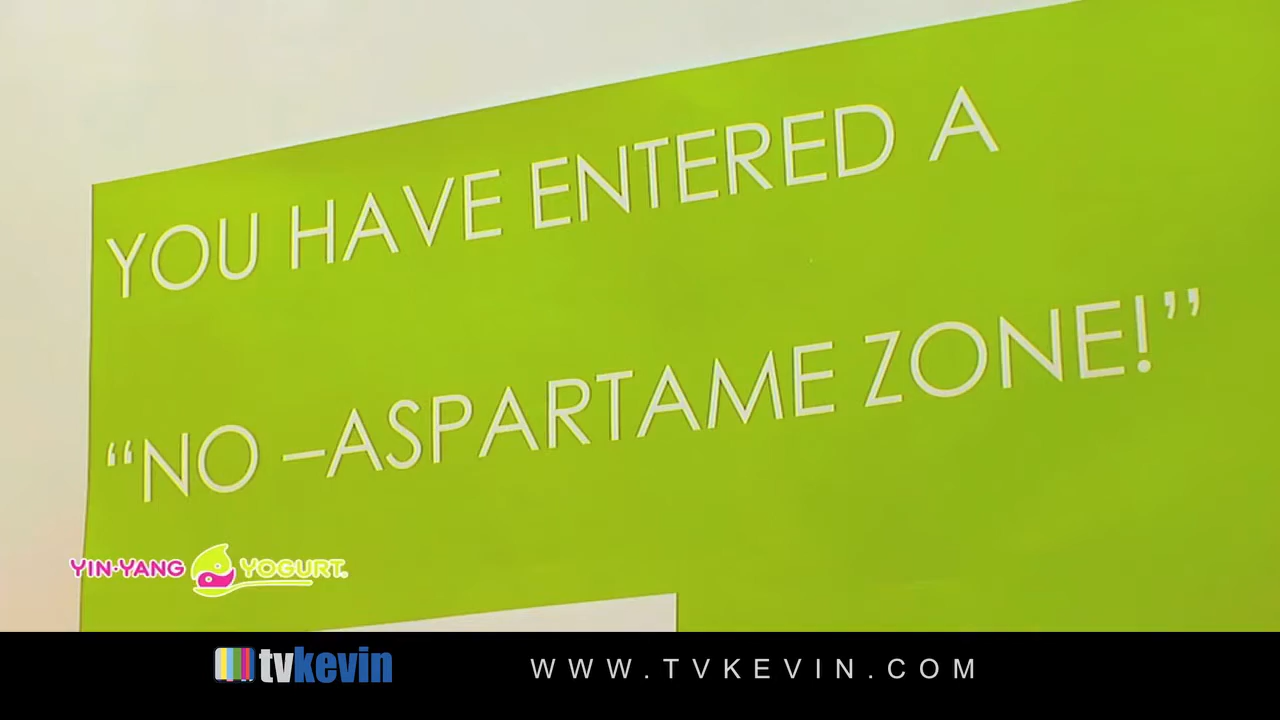 YOU HAVE ENTERED A
“NO –ASPARTAME ZONE!”
YIN·YANG YOGURT.
tvkevin WWW.TVKEVIN.COM